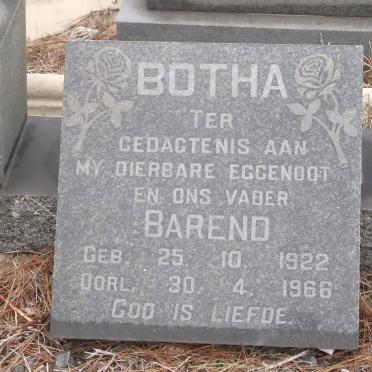 BOTHA
TER
GEDAGTENIS AAN
MY DIERBARE EGGENOOT
EN ONS VADER
BAREND
GEB. 25. 10. 1922
OORL. 30. 4. 1966
GOD IS LIEFDE.